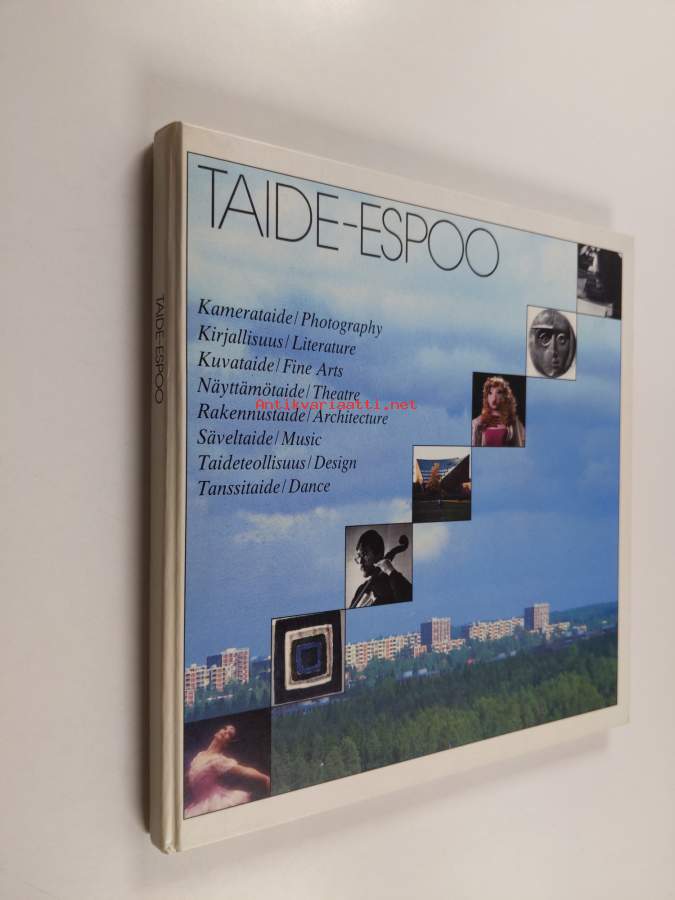 TAIDE-ESPOO
Kamerataide/Photography
Kirjallisuus/Literature
Kuvataide/Fine Arts
Näyttämötaide/Theatre
Antikvariaatti.net
Rakennustaide/Architecture
Säveltaide/Music
Taideteollisuus/Design
Tanssitaide/Dance
TAIDE-ESPOO